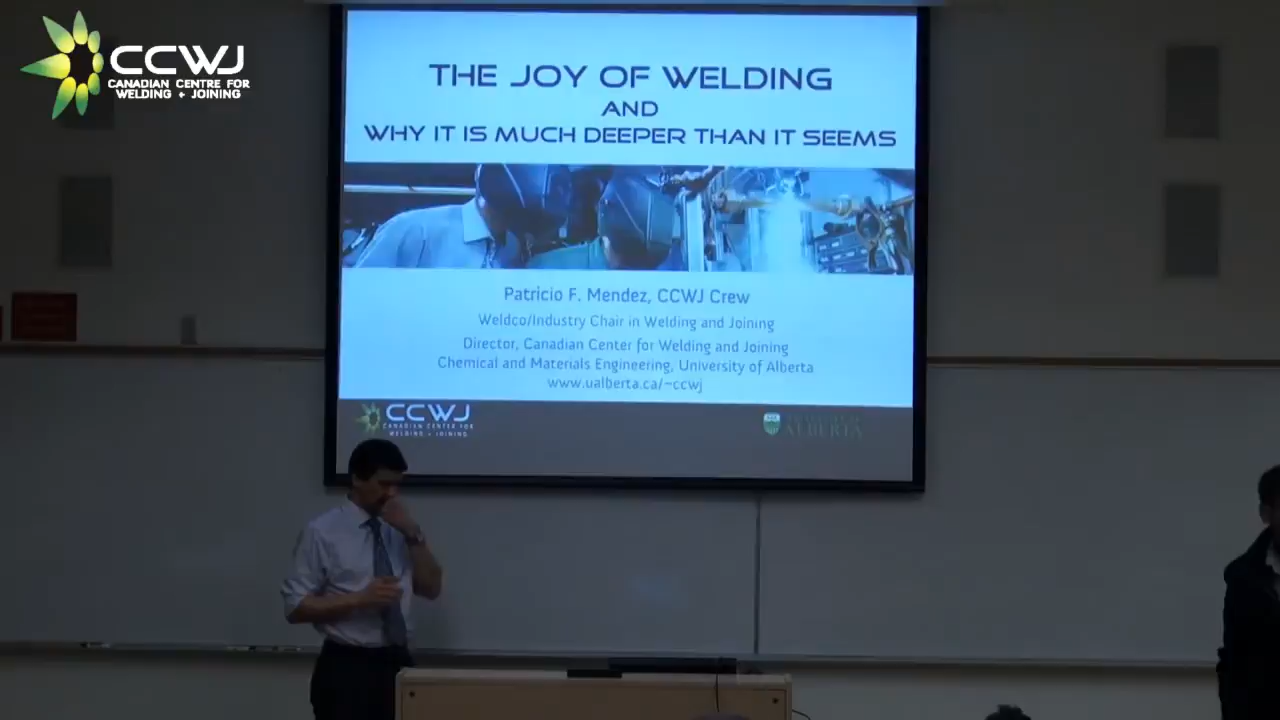 CCWJ
CANADIAN CENTRE FOR
WELDING + JOINING
THE JOY OF WELDING
AND
WHY IT IS MUCH DEEPER THAN IT SEEMS
Patricio F. Mendez, CCWJ Crew
Weldco/Industry Chair in Welding and Joining
Director, Canadian Center for Welding and Joining
Chemical and Materials Engineering, University of Alberta
www.ualberta.ca/~ccwj
CCWJ
CANADIAN CENTER FOR
WELDING + JOINING
ALBERTA